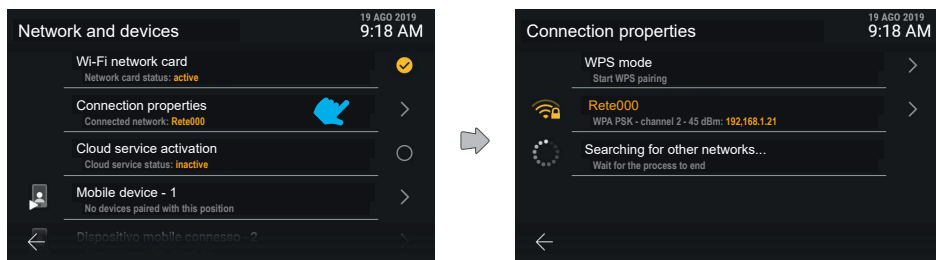 Network and devices
19 AGO 2019
9:18 AM
Wi-Fi network card
Network card status: active
Connection properties
Connected network: Rete000
Cloud service activation
Cloud service status: inactive
Mobile device - 1
No devices paired with this position
Dispositivo mobile connesso - 2
Connection properties
19 AGO 2019
9:18 AM
WPS mode
Start WPS pairing
Rete000
WPA PSK - channel 2 - 45 dBm: 192,168.1.21
Searching for other networks...
Wait for the process to end